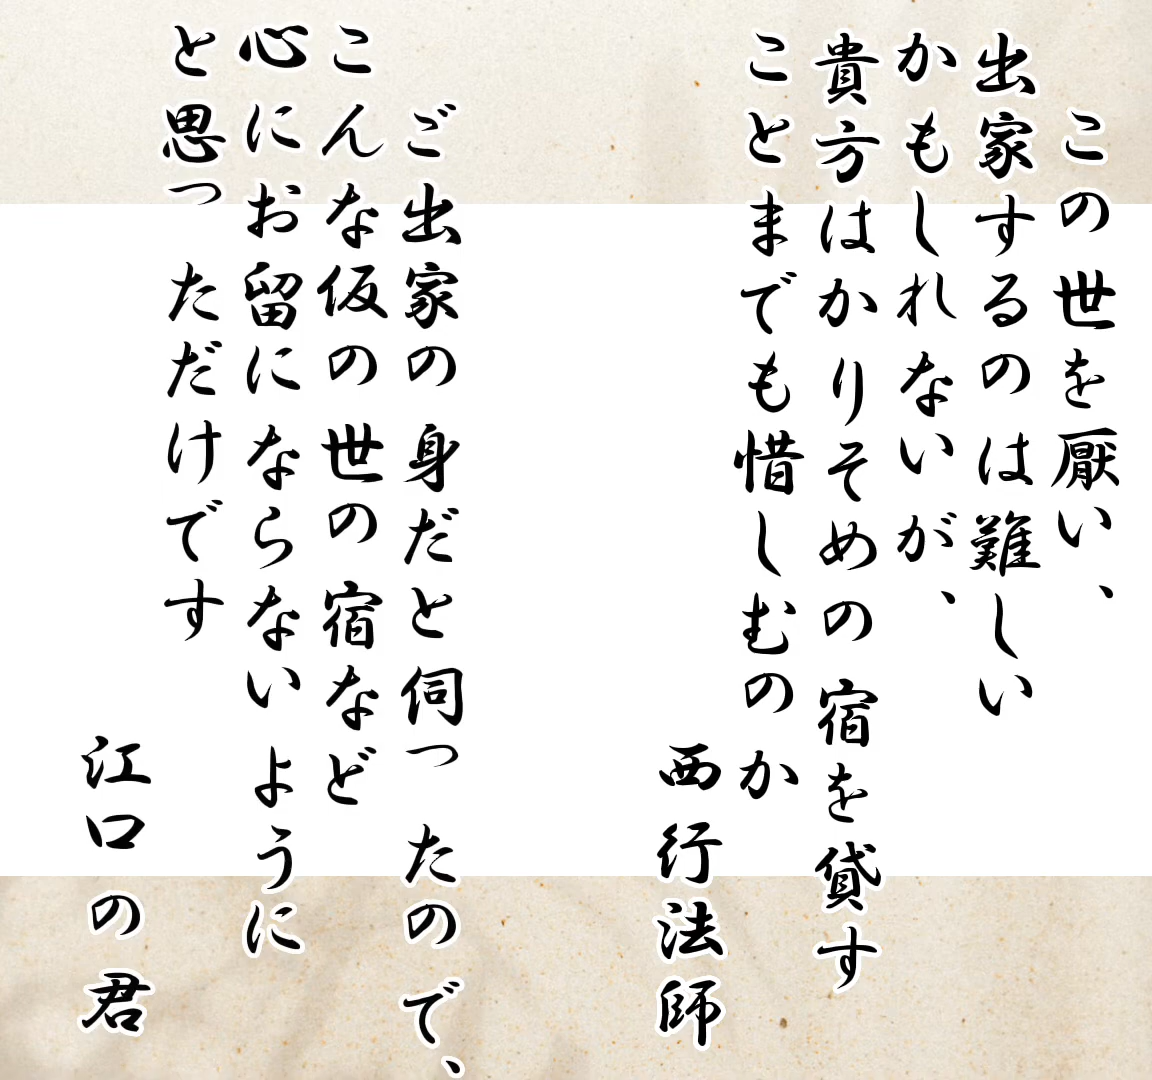 この世を厭い、
出家するのは難しい
かもしれないが、
貴方はかりそめの宿を貸す
ことまでも惜しむのか
西行法師
ご出家の身だと伺ったので、
こんな仮の世の宿など
心にお留にならないように
と思っただけです
江口の君